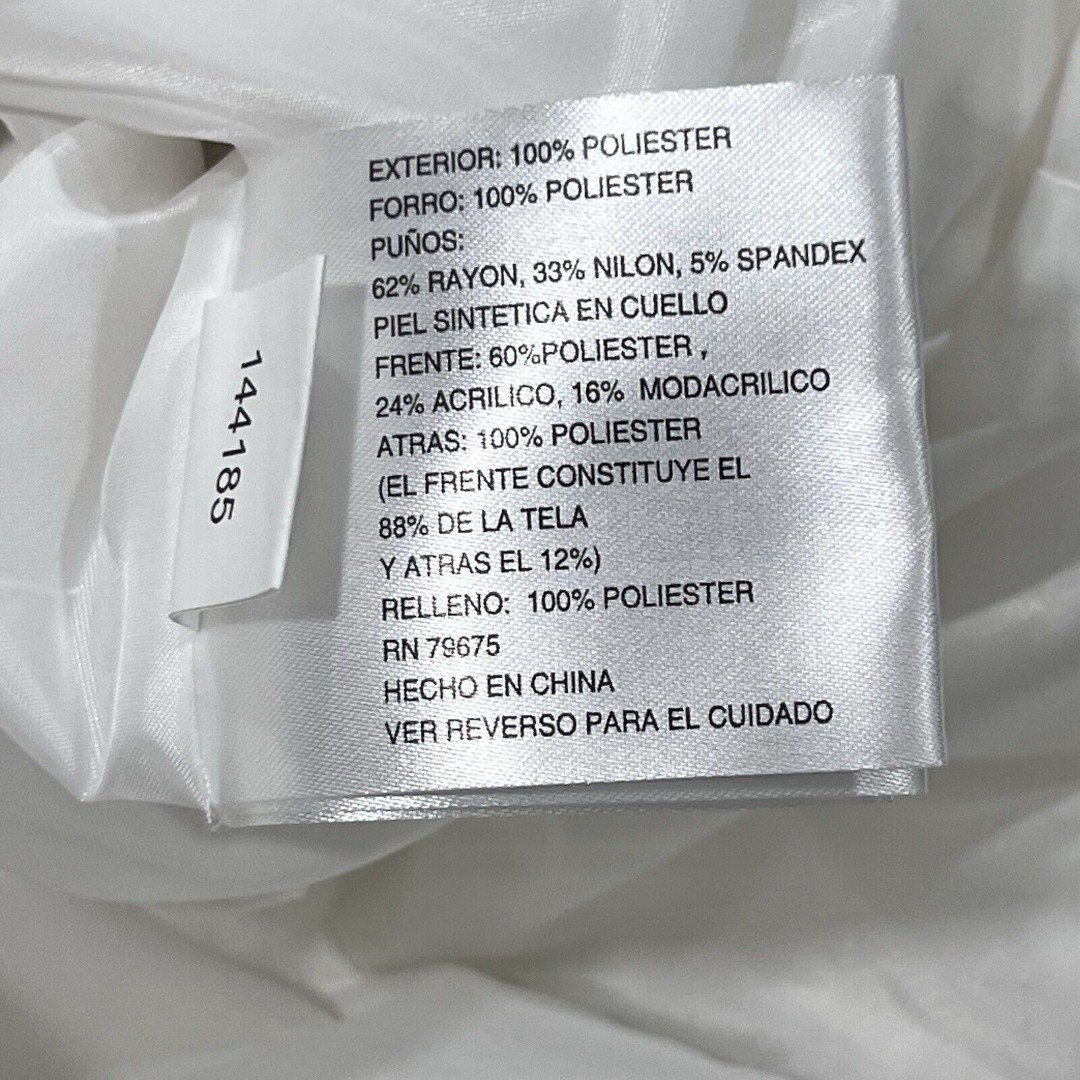 EXTERIOR: 100% POLIESTER
FORRO: 100% POLIESTER
PUÑOS:
62% RAYON, 33% NILON, 5% SPANDEX
PIEL SINTETICA EN CUELLO
FRENTE: 60%POLIESTER ,
24% ACRILICO, 16% MODACRILICO
ATRAS: 100% POLIESTER
(EL FRENTE CONSTITUYE EL
88% DE LA TELA
Y ATRAS EL 12%)
RELLENO: 100% POLIESTER
RN 79675
HECHO EN CHINA
VER REVERSO PARA EL CUIDADO
144185